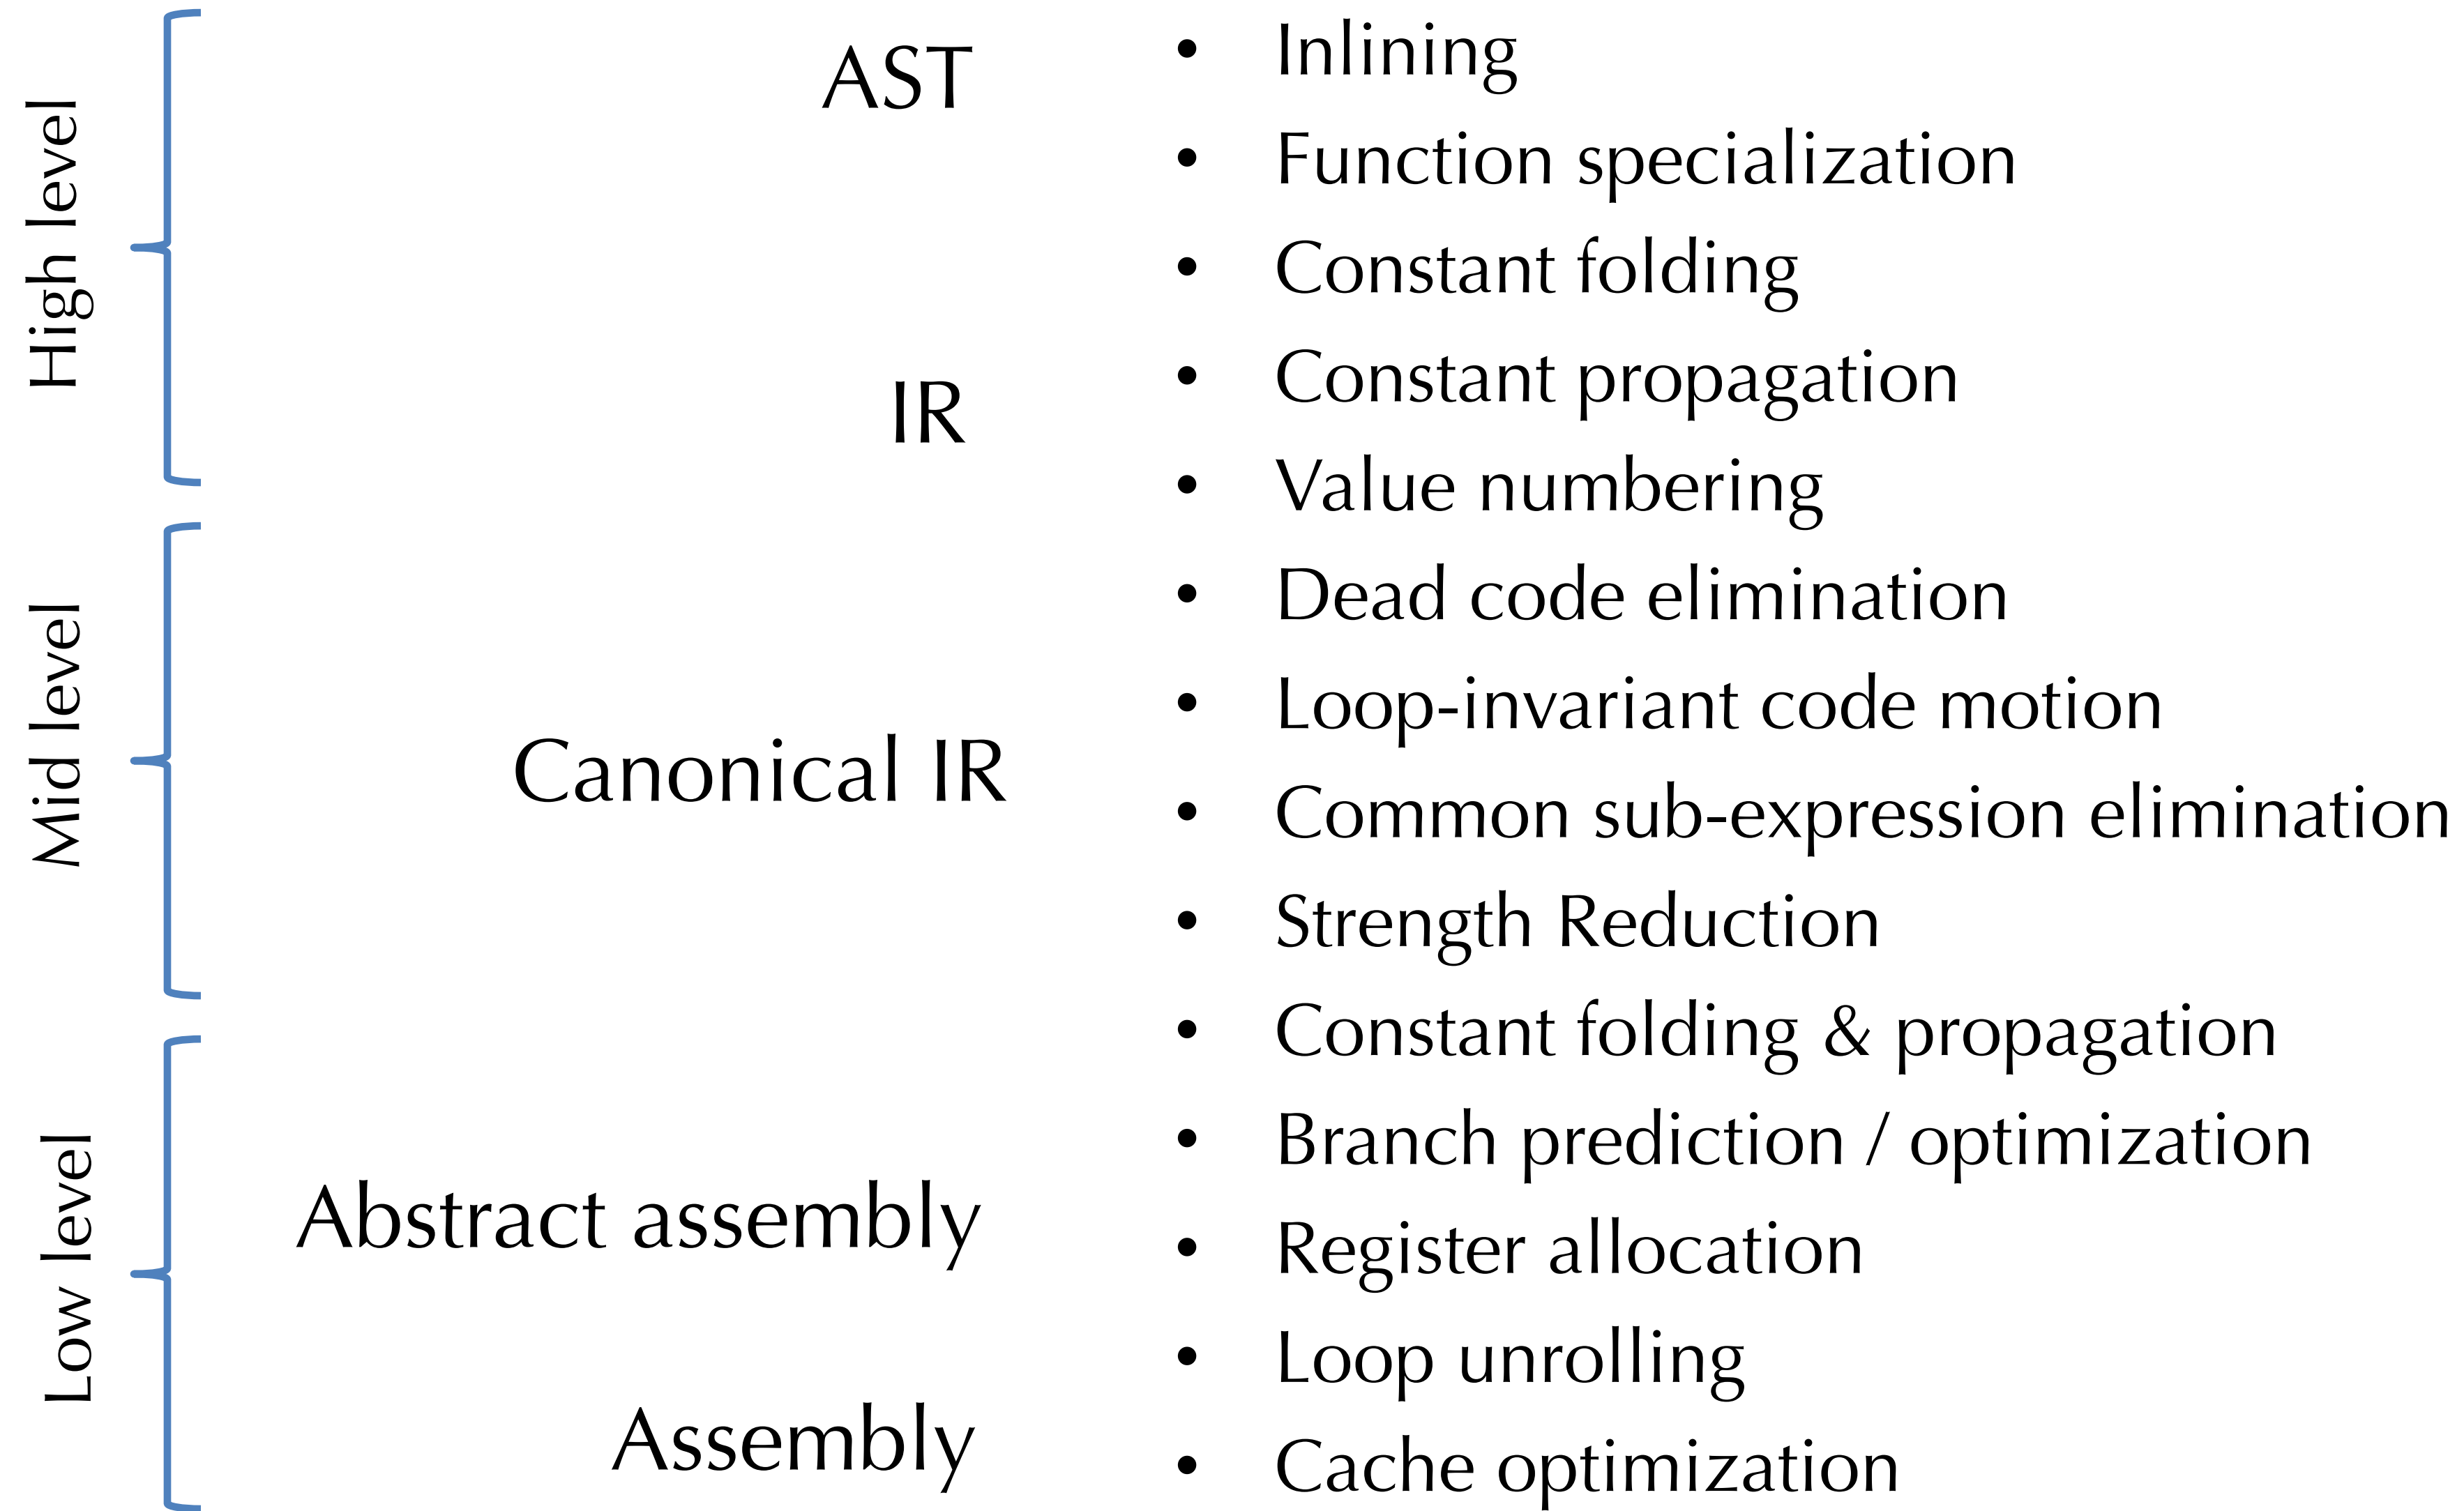 High level
AST
IR
Mid level
Canonical IR
Low level
Abstract assembly
Assembly
• Inlining
• Function specialization
• Constant folding
• Constant propagation
• Value numbering
• Dead code elimination
• Loop-invariant code motion
• Common sub-expression elimination
• Strength Reduction
• Constant folding & propagation
• Branch prediction / optimization
• Register allocation
• Loop unrolling
• Cache optimization